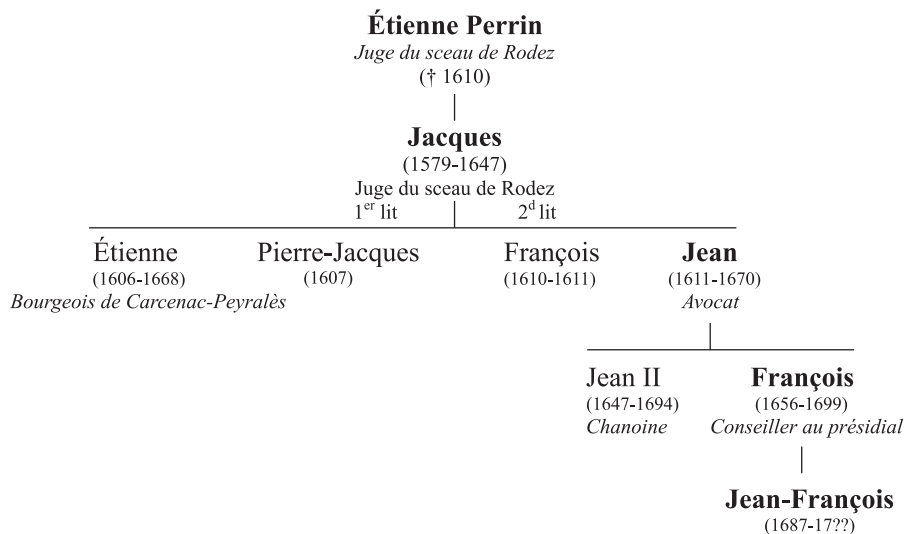 Étienne Perrin
Juge du sceau de Rodez
(† 1610)
Jacques
(1579-1647)
Juge du sceau de Rodez
1er lit 2d lit
Étienne Pierre-Jacques François Jean
(1606-1668) (1607) (1610-1611) (1611-1670)
Bourgeois de Carcenac-Peyralès Avocat
Jean II François
(1647-1694) (1656-1699)
Chanoine Conseiller au présidial
Jean-François
(1687-17??)